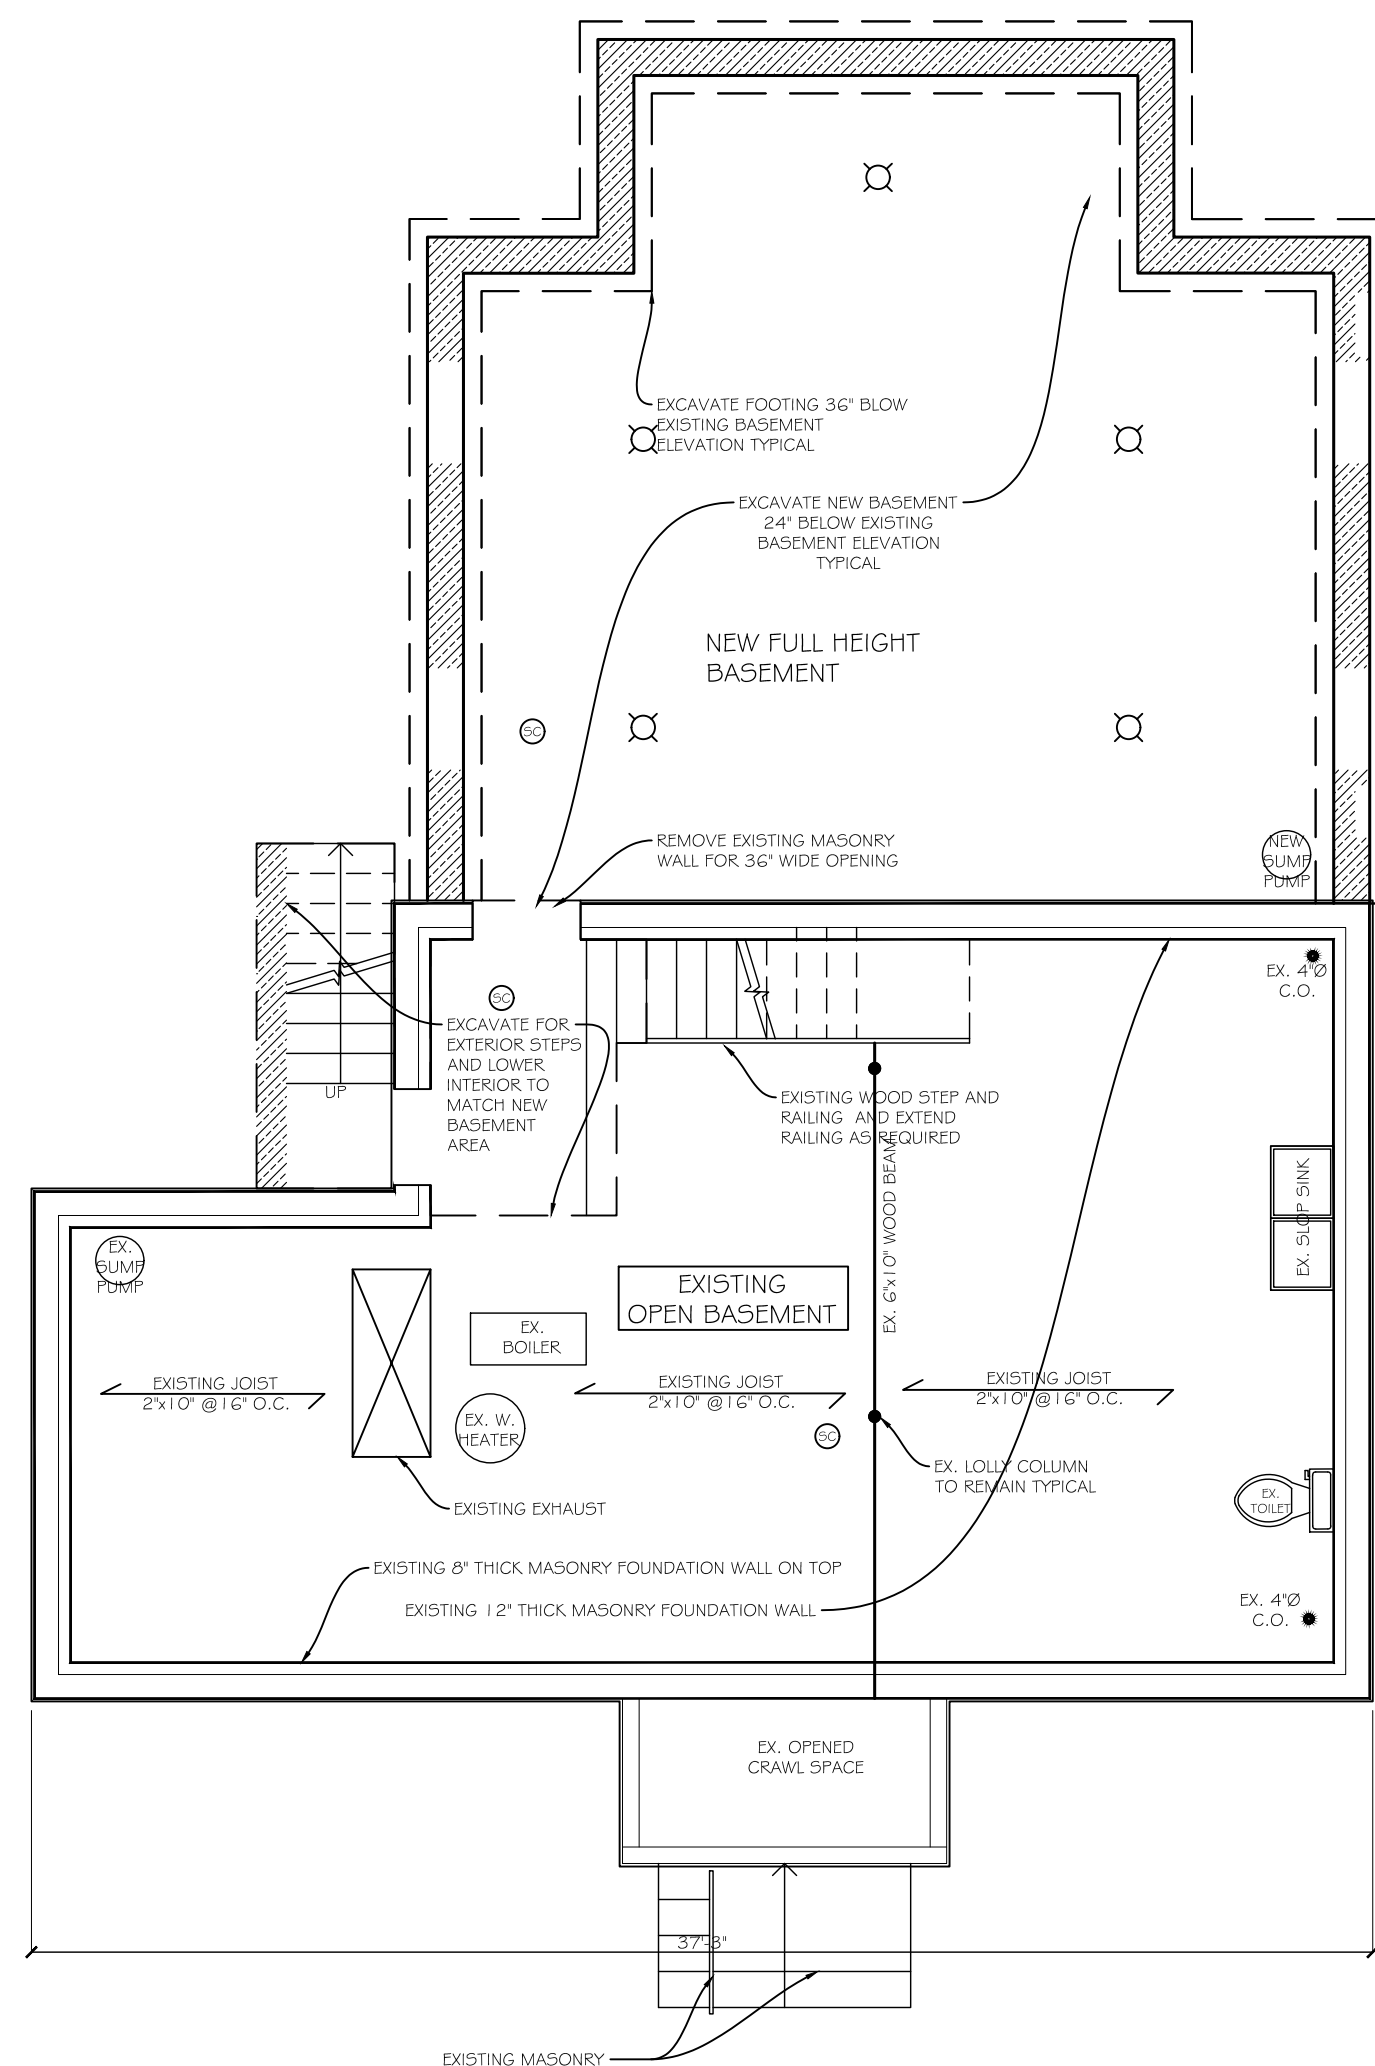 EXCAVATE FOOTING 36" BLOW
EXISTING BASEMENT
ELEVATION TYPICAL
EXCAVATE NEW BASEMENT
24" BELOW EXISTING
BASEMENT ELEVATION
TYPICAL
NEW FULL HEIGHT
BASEMENT
SC
REMOVE EXISTING MASONRY
WALL FOR 36" WIDE OPENING
NEW
SUMP
PUMP
EX. 4"Ø
C.O.
SC
EXCAVATE FOR
EXTERIOR STEPS
AND LOWER
INTERIOR TO
MATCH NEW
BASEMENT
AREA
UP
EXISTING WOOD STEP AND
RAILING AND EXTEND
RAILING AS REQUIRED
EX. 6"x10" WOOD BEAM
EX. SLOP SINK
EX.
SUMP
PUMP
EXISTING
OPEN BASEMENT
EX.
BOILER
EXISTING JOIST
2"x10" @16" O.C.
EXISTING JOIST
2"x10" @16" O.C.
EXISTING JOIST
2"x10" @16" O.C.
EX. W.
HEATER
SC
EX. LOLLY COLUMN
TO REMAIN TYPICAL
EX.
TOILET
EXISTING EXHAUST
EXISTING 8" THICK MASONRY FOUNDATION WALL ON TOP
EXISTING 12" THICK MASONRY FOUNDATION WALL
EX. 4"Ø
C.O.
EX. OPENED
CRAWL SPACE
37'-3"
EXISTING MASONRY